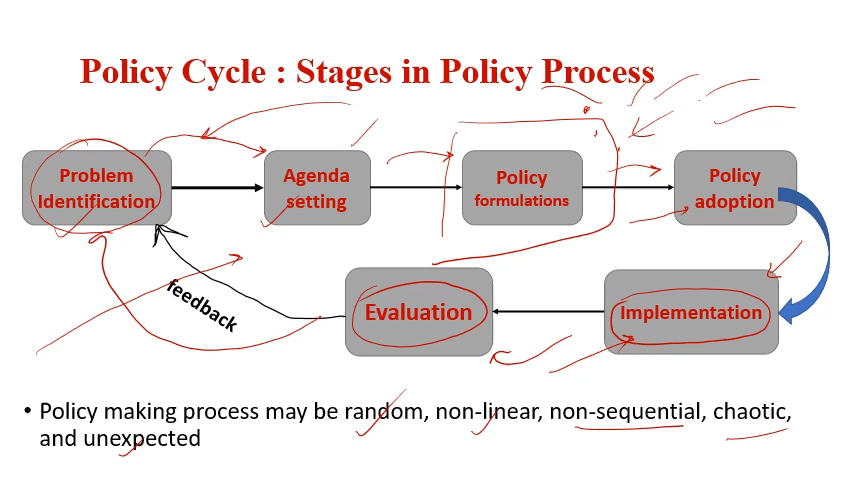 Policy Cycle : Stages in Policy Process
Problem
Identification
Agenda
setting
Policy
formulations
Policy
adoption
Implementation
Evaluation
feedback
• Policy making process may be random, non-linear, non-sequential, chaotic,
and unexpected